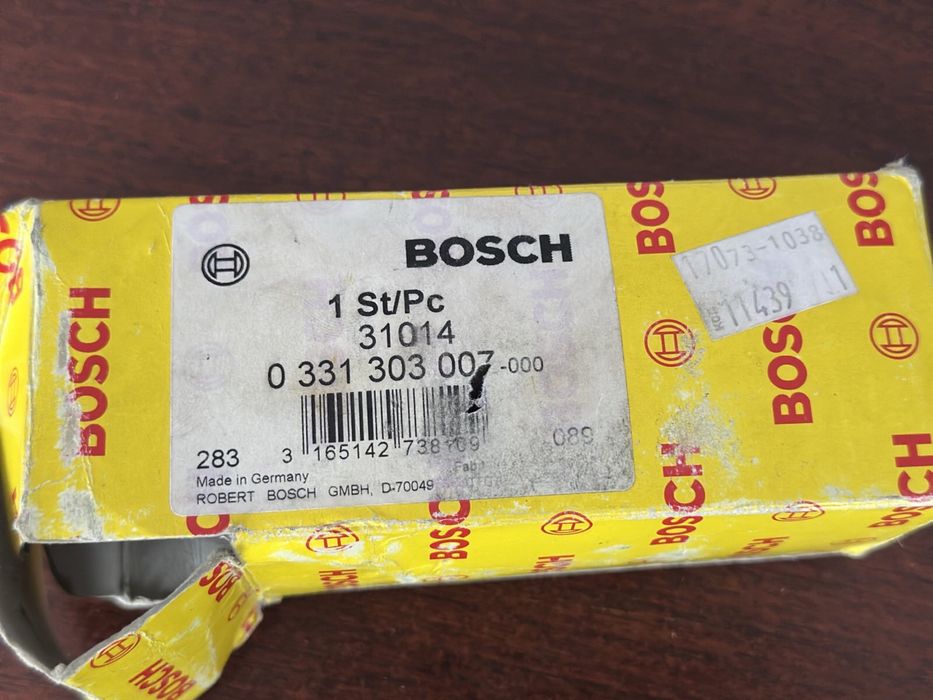 BOSCH
1 St/Pc
31014
0 331 303 007 -000
3 165142 738109
089
283
Made in Germany
ROBERT BOSCH GMBH, D-70049
17073-1038
11439
BOSCH
BOSCH
BOSCH
BOSCH